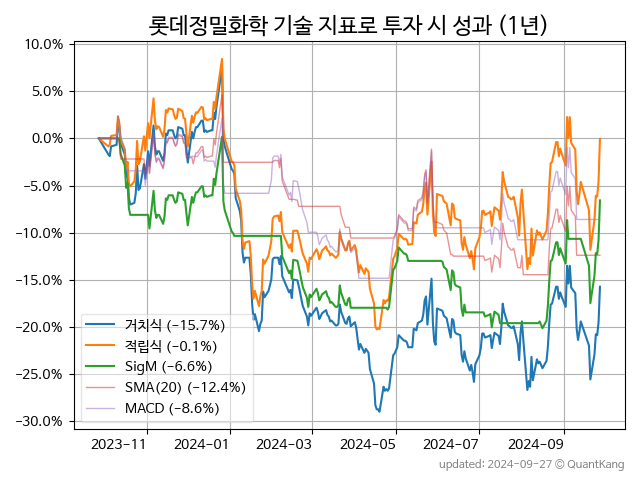 롯데정밀화학 기술 지표로 투자 시 성과 (1년)
10.0%
5.0%
0.0%
−5.0%
−10.0%
−15.0%
−20.0%
−25.0%
−30.0%
거치식 (−15.7%)
적립식 (−0.1%)
SigM (−6.6%)
SMA(20) (−12.4%)
MACD (−8.6%)
2023-11 2024-01 2024-03 2024-05 2024-07 2024-09
updated: 2024-09-27 © QuantKang